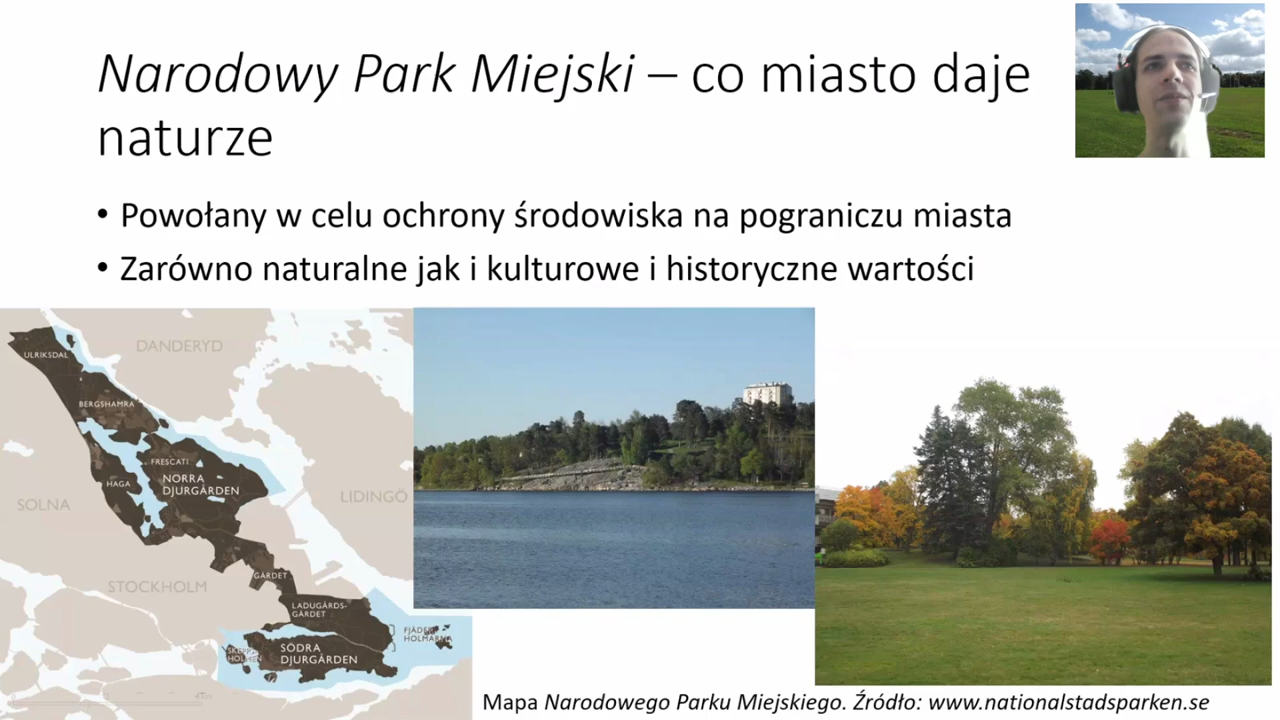 Narodowy Park Miejski – co miasto daje
naturze
• Powołany w celu ochrony środowiska na pograniczu miasta
• Zarówno naturalne jak i kulturowe i historyczne wartości
ULRIKSDAL
DANDERYD
BERGSHAMRA
FRESCATI
HAGA
NORRA
DJURGÅRDEN
SOLNA
LIDINGÖ
STOCKHOLM
GÄRDET
LADUGÅRDS-
GÄRDET
FJÄDER-
HOLMARNA
SKEPPS-
HOLMEN
SÖDRA
DJURGÅRDEN
Mapa Narodowego Parku Miejskiego. Źródło: www.nationalstadsparken.se